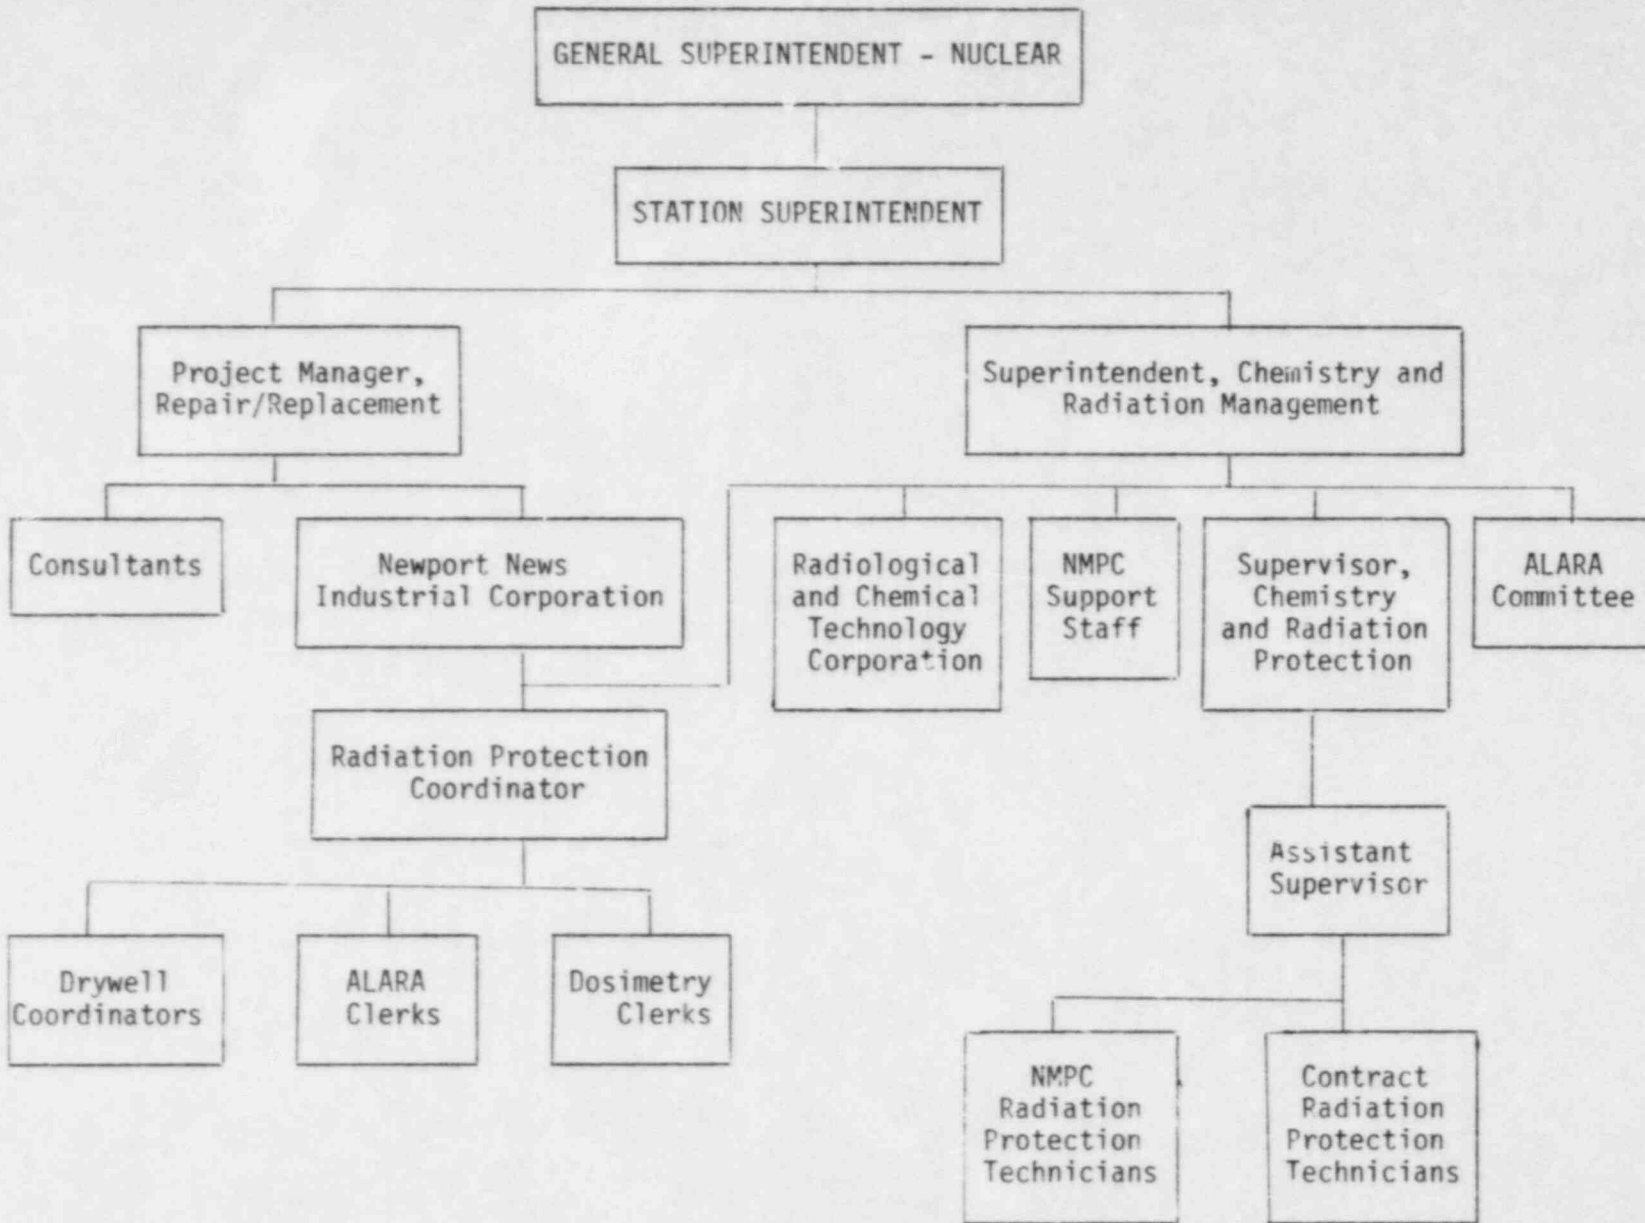 GENERAL SUPERINTENDENT - NUCLEAR
STATION SUPERINTENDENT
Project Manager,
Repair/Replacement
Superintendent, Chemistry and
Radiation Management
Consultants
Newport News
Industrial Corporation
Radiological
and Chemical
Technology
Corporation
NMPC
Support
Staff
Supervisor,
Chemistry
and Radiation
Protection
ALARA
Committee
Radiation Protection
Coordinator
Assistant
Supervisor
Drywell
Coordinators
ALARA
Clerks
Dosimetry
Clerks
NMPC
Radiation
Protection
Technicians
Contract
Radiation
Protection
Technicians